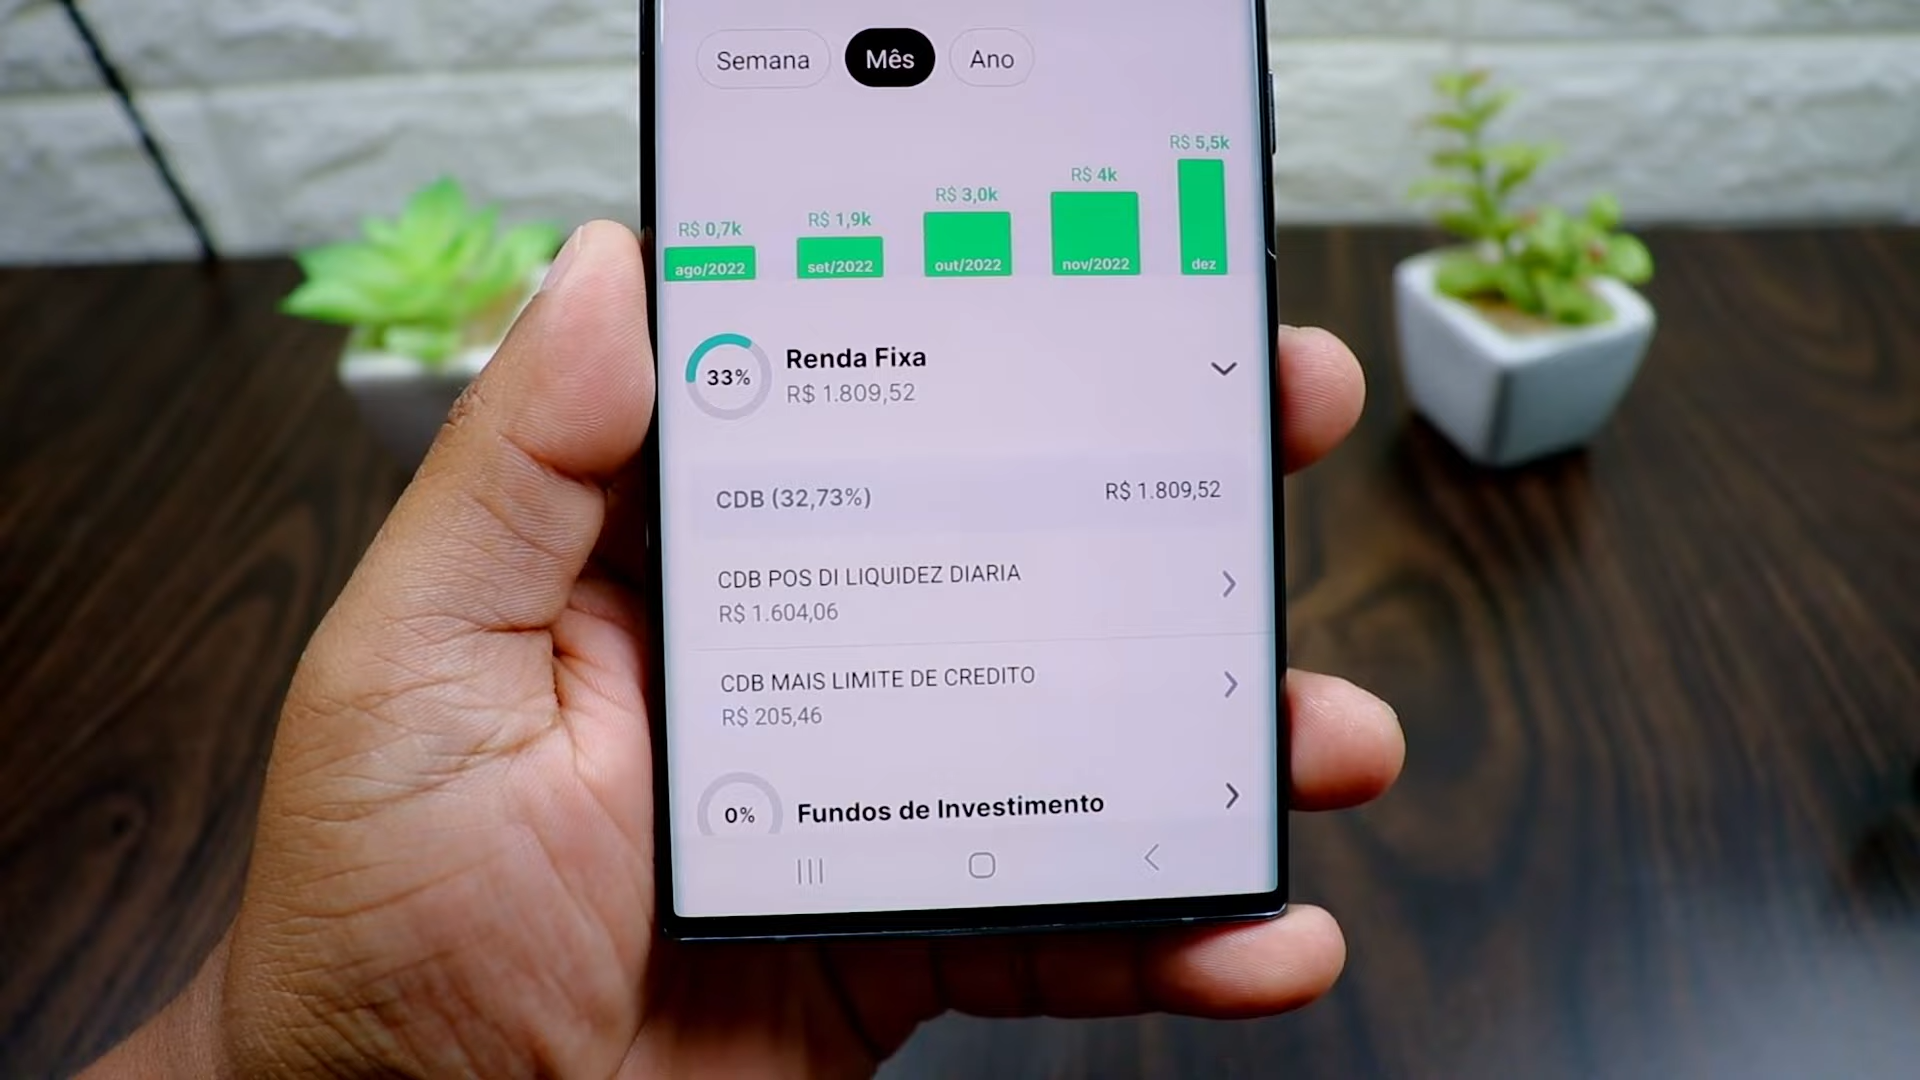 Semana Mês Ano
R$ 0,7k R$ 1,9k R$ 3,0k R$ 4k R$ 5,5k
ago/2022 set/2022 out/2022 nov/2022 dez
33% Renda Fixa
R$ 1.809,52
CDB (32,73%) R$ 1.809,52
CDB POS DI LIQUIDEZ DIARIA
R$ 1.604,06
CDB MAIS LIMITE DE CREDITO
R$ 205,46
0% Fundos de Investimento